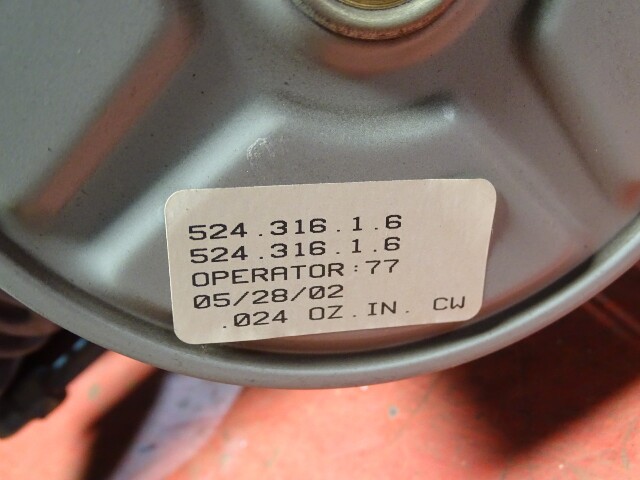 524.316.1.6
524.316.1.6
OPERATOR:77
05/28/02
.024 OZ.IN. CW